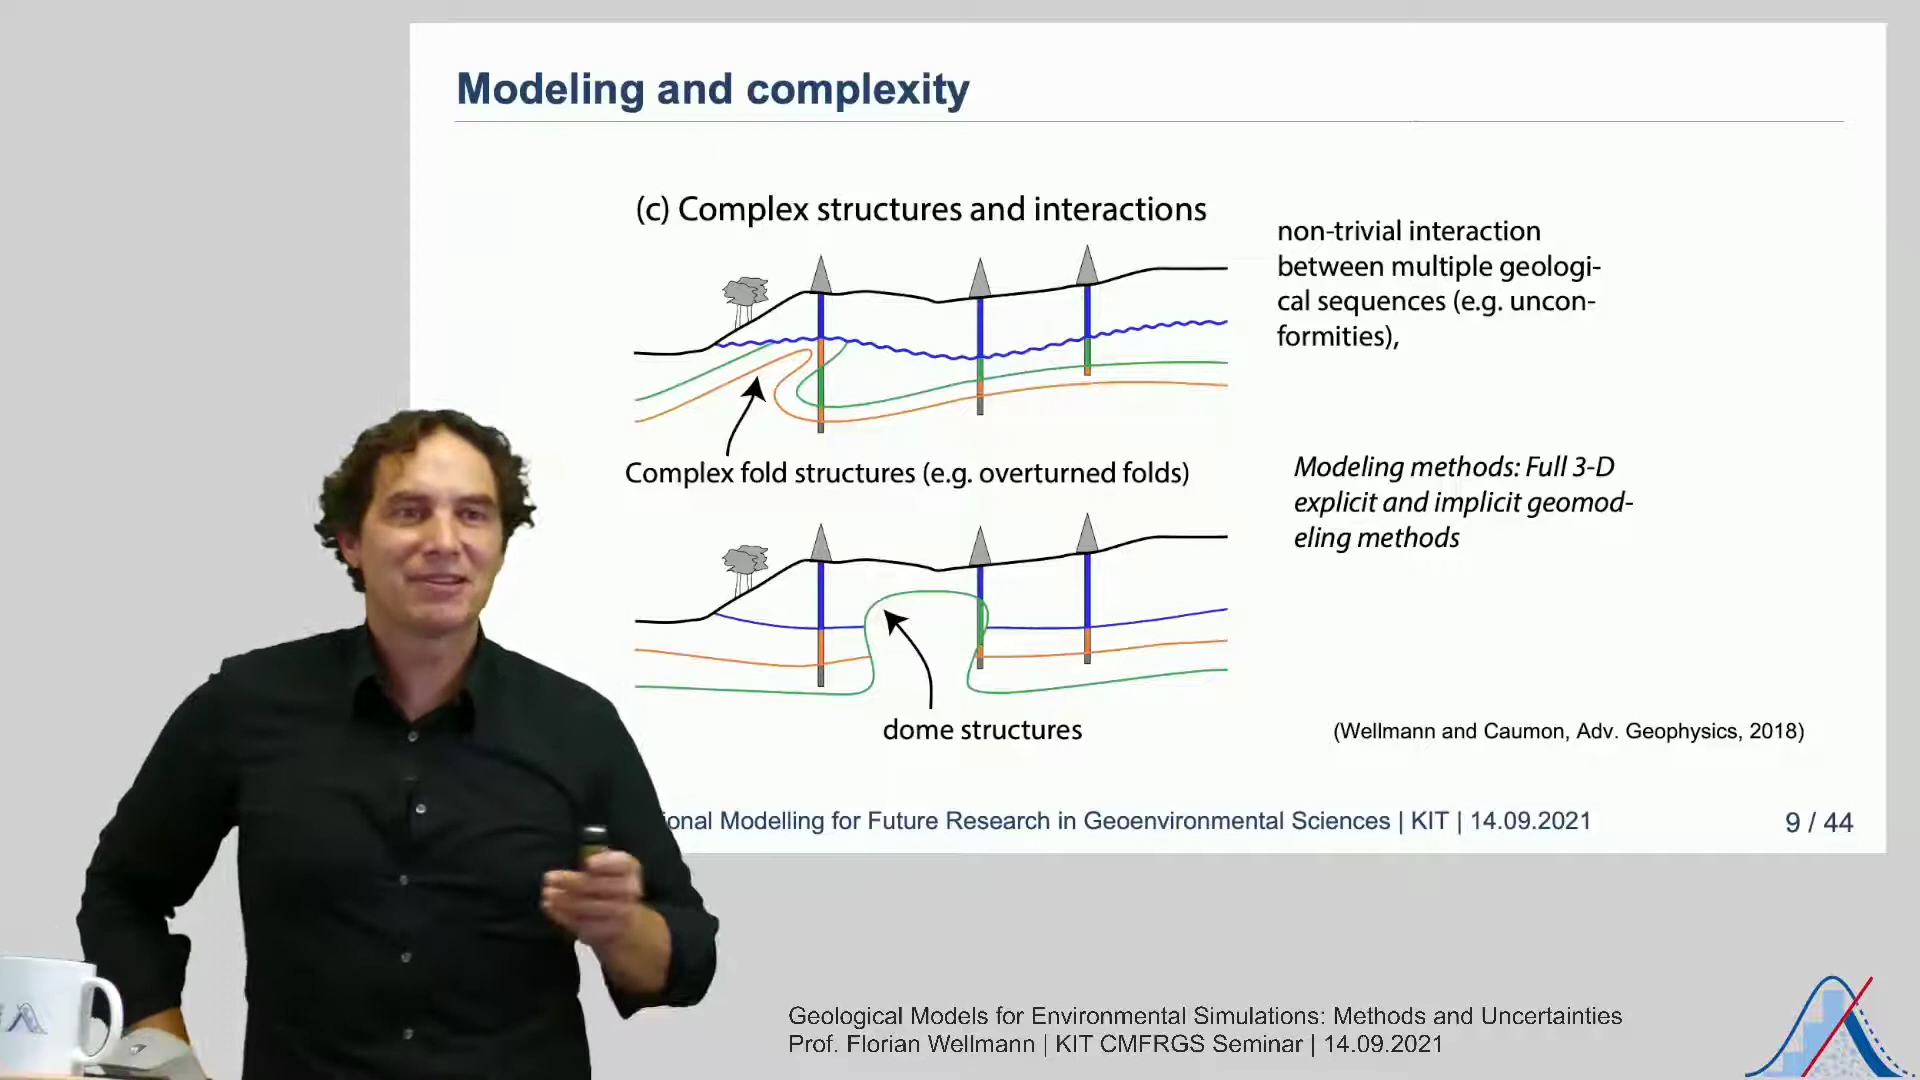 Modeling and complexity
(c) Complex structures and interactions
non-trivial interaction
between multiple geologi-
cal sequences (e.g. uncon-
formities),
Complex fold structures (e.g. overturned folds)
Modeling methods: Full 3-D
explicit and implicit geomod-
eling methods
dome structures
(Wellmann and Caumon, Adv. Geophysics, 2018)
ional Modelling for Future Research in Geoenvironmental Sciences | KIT | 14.09.2021
9 / 44
Geological Models for Environmental Simulations: Methods and Uncertainties
Prof. Florian Wellmann | KIT CMFRGS Seminar | 14.09.2021